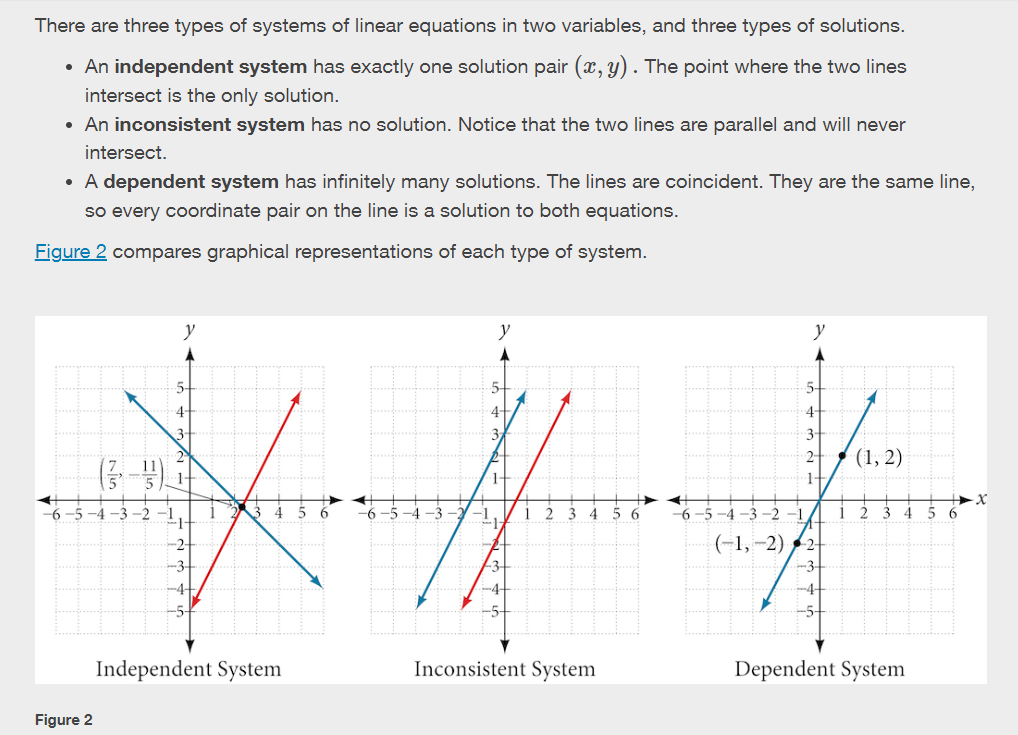 There are three types of systems of linear equations in two variables, and three types of solutions.
• An independent system has exactly one solution pair (x, y) . The point where the two lines
intersect is the only solution.
• An inconsistent system has no solution. Notice that the two lines are parallel and will never
intersect.
• A dependent system has infinitely many solutions. The lines are coincident. They are the same line,
so every coordinate pair on the line is a solution to both equations.
Figure 2 compares graphical representations of each type of system.
y
5
4
3
2
1
(7/5, −11/5)
−6 −5 −4 −3 −2 −1 1 2 3 4 5 6
−1
−2
−3
−4
−5
Independent System
y
5
4
3
2
1
−6 −5 −4 −3 −2 −1 1 2 3 4 5 6
−1
−2
−3
−4
−5
Inconsistent System
y
5
4
3
2
(1, 2)
1
x
−6 −5 −4 −3 −2 −1 1 2 3 4 5 6
−1
(−1, −2)
−2
−3
−4
−5
Dependent System
Figure 2